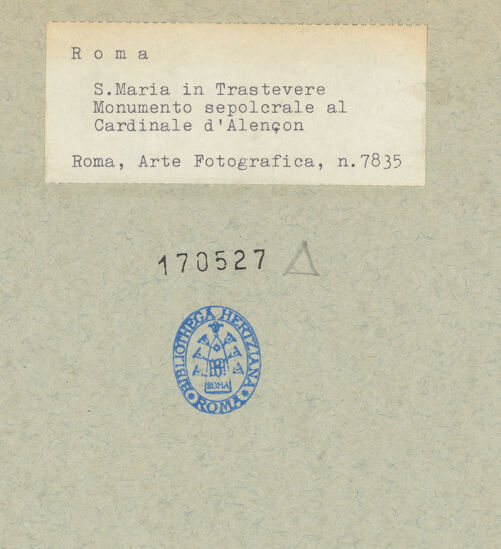 Roma
S.Maria in Trastevere
Monumento sepolcrale al
Cardinale d'Alençon
Roma, Arte Fotografica, n.7835
170527
BIBLIOTHECA HERTZIANA
ROMA
ROMA